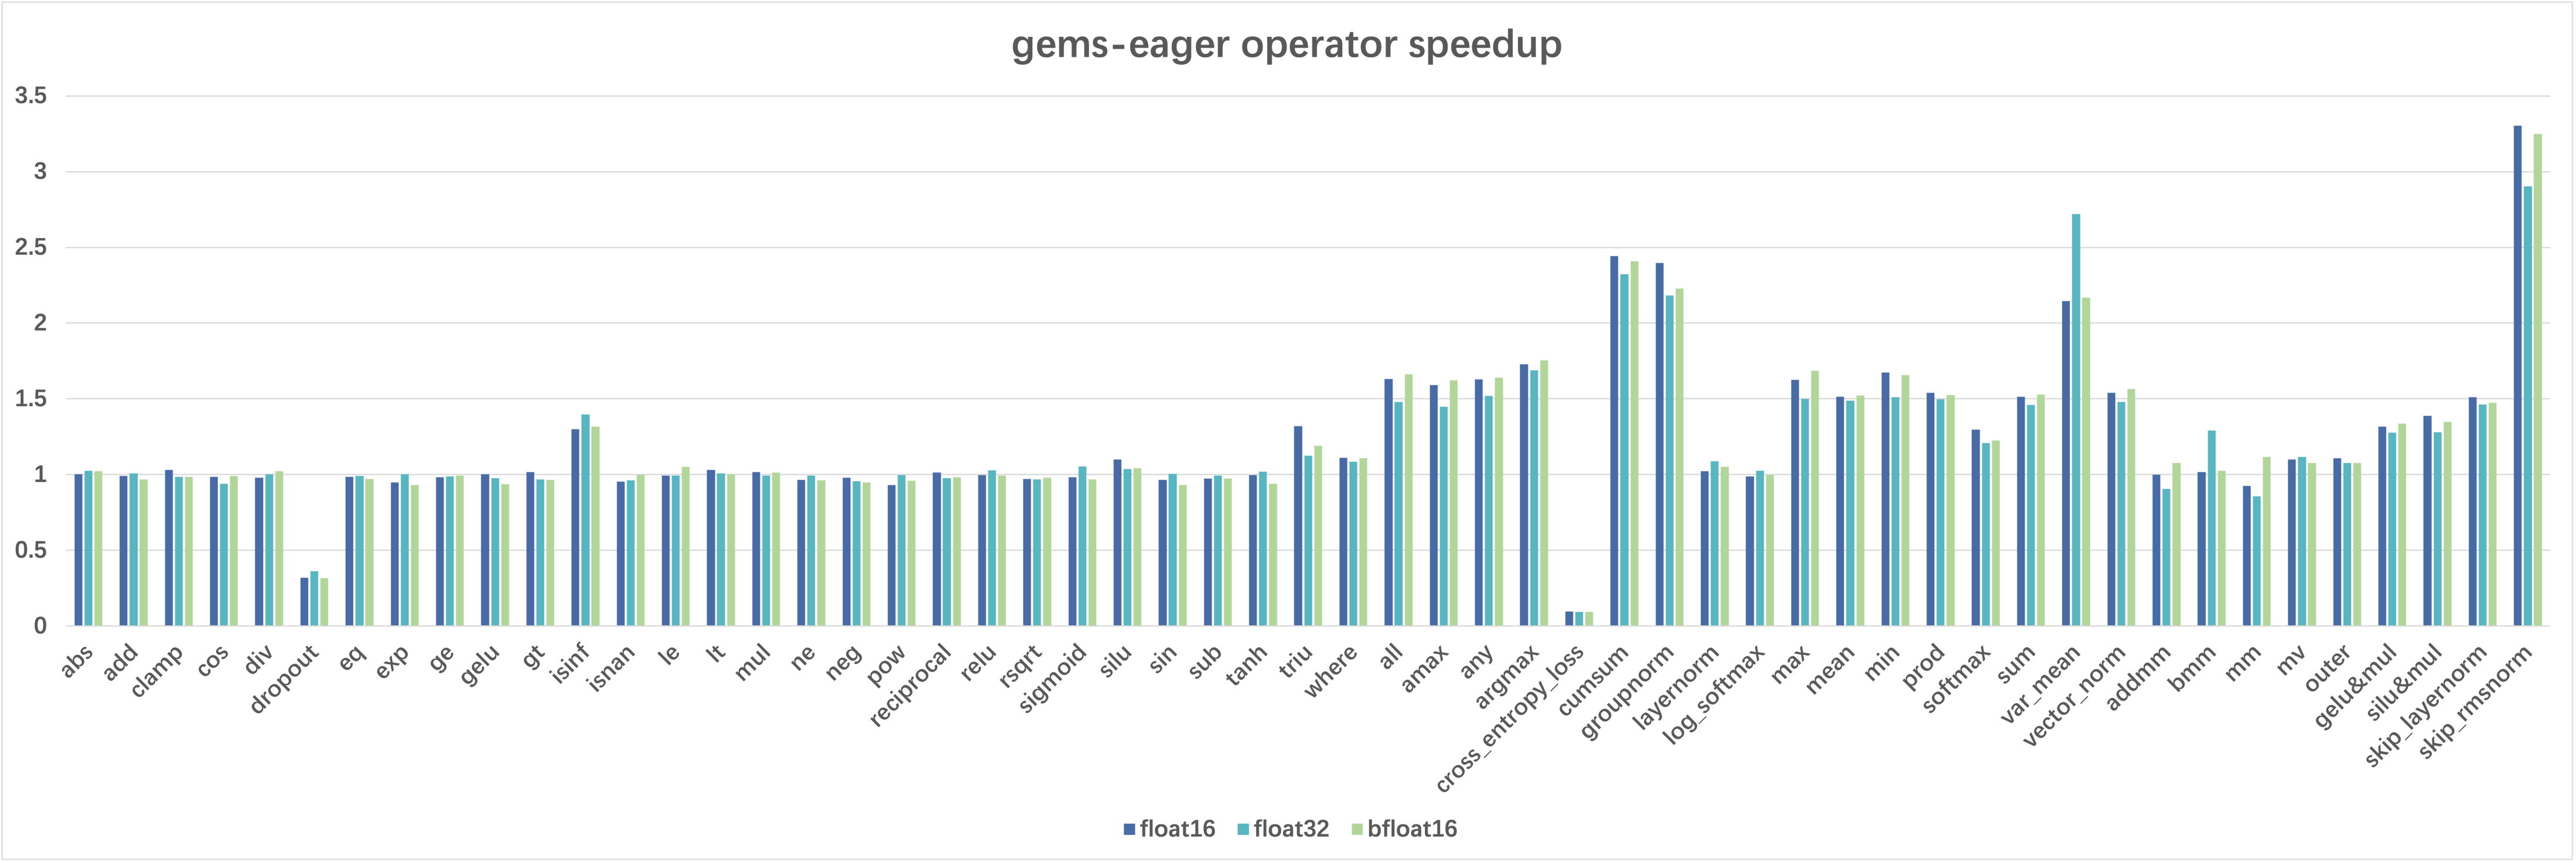 gems-eager operator speedup
3.5
3
2.5
2
1.5
1
0.5
0
abs
add
clamp
cos
div
dropout
eq
exp
ge
gelu
gt
isinf
isnan
le
lt
mul
ne
neg
pow
reciprocal
relu
rsqrt
sigmoid
silu
sin
sub
tanh
triu
where
all
amax
any
argmax
cross_entropy_loss
cumsum
groupnorm
layernorm
log_softmax
max
mean
min
prod
softmax
sum
var_mean
vector_norm
addmm
bmm
mm
mv
outer
gelu&mul
silu&mul
skip_layernorm
skip_rmsnorm
float16 float32 bfloat16